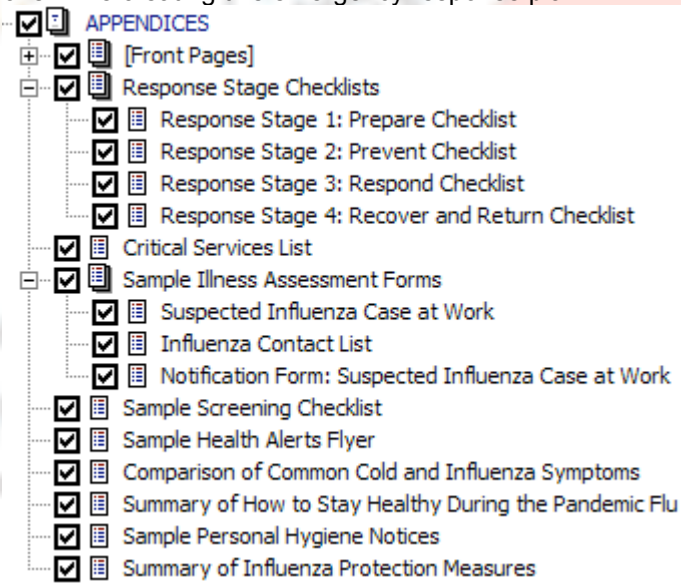 APPENDICES
[Front Pages]
Response Stage Checklists
Response Stage 1: Prepare Checklist
Response Stage 2: Prevent Checklist
Response Stage 3: Respond Checklist
Response Stage 4: Recover and Return Checklist
Critical Services List
Sample Illness Assessment Forms
Suspected Influenza Case at Work
Influenza Contact List
Notification Form: Suspected Influenza Case at Work
Sample Screening Checklist
Sample Health Alerts Flyer
Comparison of Common Cold and Influenza Symptoms
Summary of How to Stay Healthy During the Pandemic Flu
Sample Personal Hygiene Notices
Summary of Influenza Protection Measures